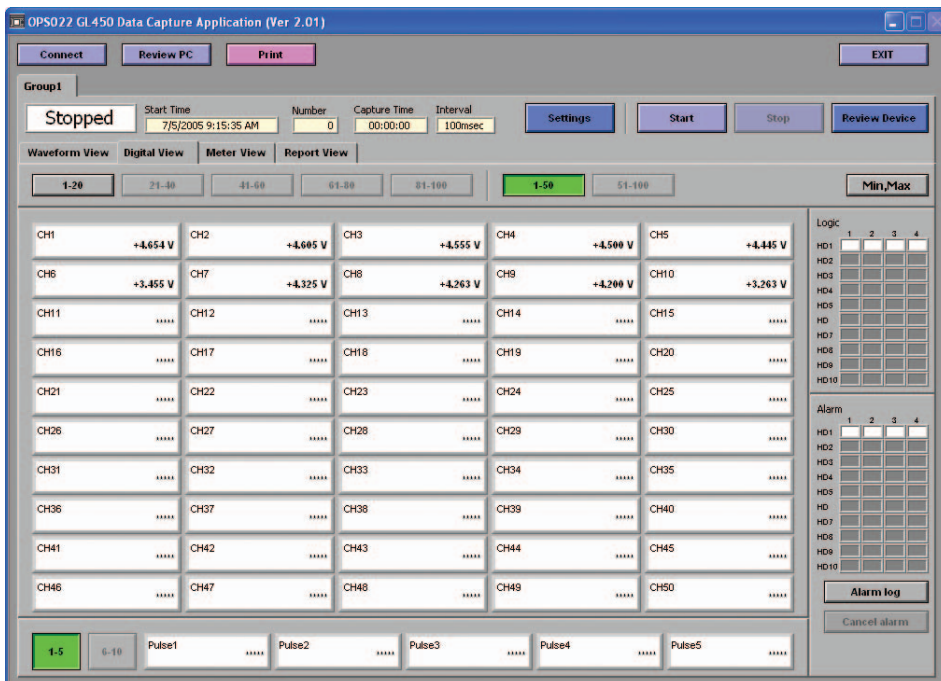 OPS022 GL450 Data Capture Application (Ver 2.01)
Connect Review PC Print EXIT
Group1
Stopped Start Time 7/5/2005 9:15:35 AM Number 0 Capture Time 00:00:00 Interval 100msec Settings Start Stop Review Device
Waveform View Digital View Meter View Report View
1-20 21-40 41-60 61-80 81-100 1-50 51-100 Min,Max
CH1 +4.654 V CH2 +4.605 V CH3 +4.555 V CH4 +4.500 V CH5 +4.445 V
CH6 +3.455 V CH7 +4.325 V CH8 +4.263 V CH9 +4.200 V CH10 +3.263 V
CH11 ,,,,, CH12 ,,,,, CH13 ,,,,, CH14 ,,,,, CH15 ,,,,,
CH16 ,,,,, CH17 ,,,,, CH18 ,,,,, CH19 ,,,,, CH20 ,,,,,
CH21 ,,,,, CH22 ,,,,, CH23 ,,,,, CH24 ,,,,, CH25 ,,,,,
CH26 ,,,,, CH27 ,,,,, CH28 ,,,,, CH29 ,,,,, CH30 ,,,,,
CH31 ,,,,, CH32 ,,,,, CH33 ,,,,, CH34 ,,,,, CH35 ,,,,,
CH36 ,,,,, CH37 ,,,,, CH38 ,,,,, CH39 ,,,,, CH40 ,,,,,
CH41 ,,,,, CH42 ,,,,, CH43 ,,,,, CH44 ,,,,, CH45 ,,,,,
CH46 ,,,,, CH47 ,,,,, CH48 ,,,,, CH49 ,,,,, CH50 ,,,,,
1-5 6-10 Pulse1 ,,,,, Pulse2 ,,,,, Pulse3 ,,,,, Pulse4 ,,,,, Pulse5 ,,,,,
Logic
1 2 3 4
HD1
HD2
HD3
HD4
HD5
HD
HD7
HD8
HD9
HD10
Alarm
1 2 3 4
HD1
HD2
HD3
HD4
HD5
HD
HD7
HD8
HD9
HD10
Alarm log
Cancel alarm